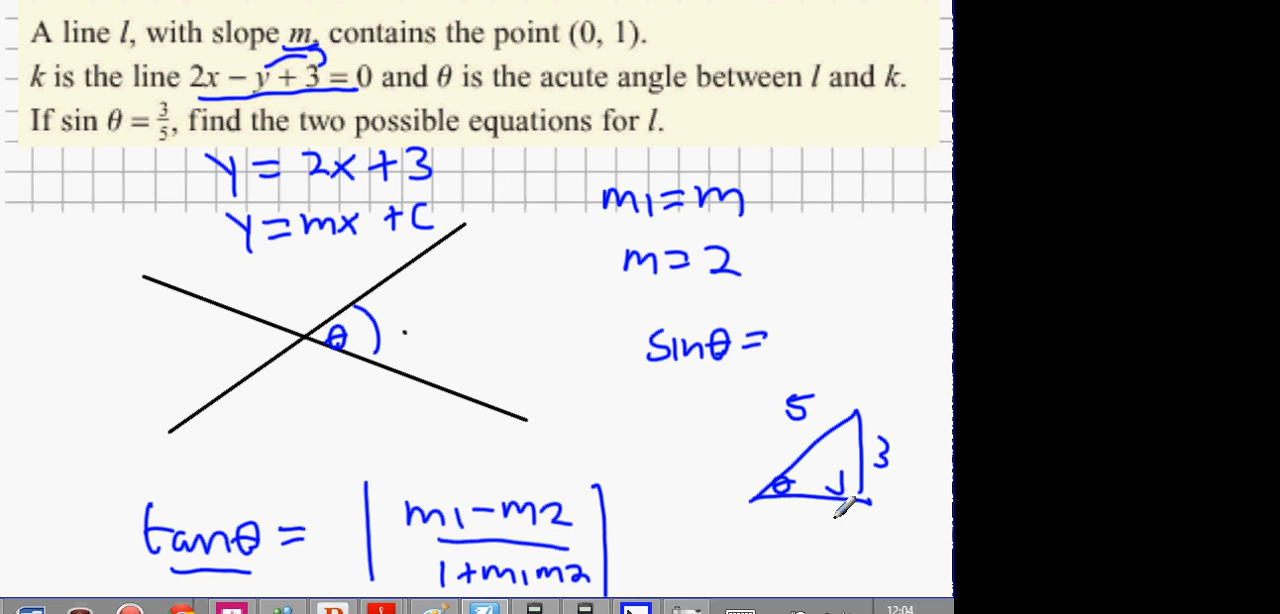 A line l, with slope m, contains the point (0, 1).
k is the line 2x − y + 3 = 0 and θ is the acute angle between l and k.
If sin θ = 3/5, find the two possible equations for l.
y = 2x + 3
y = mx + c
m1 = m
m = 2
θ
sinθ =
5
3
θ
tanθ = | m1 − m2 / 1 + m1m2 |
12:04